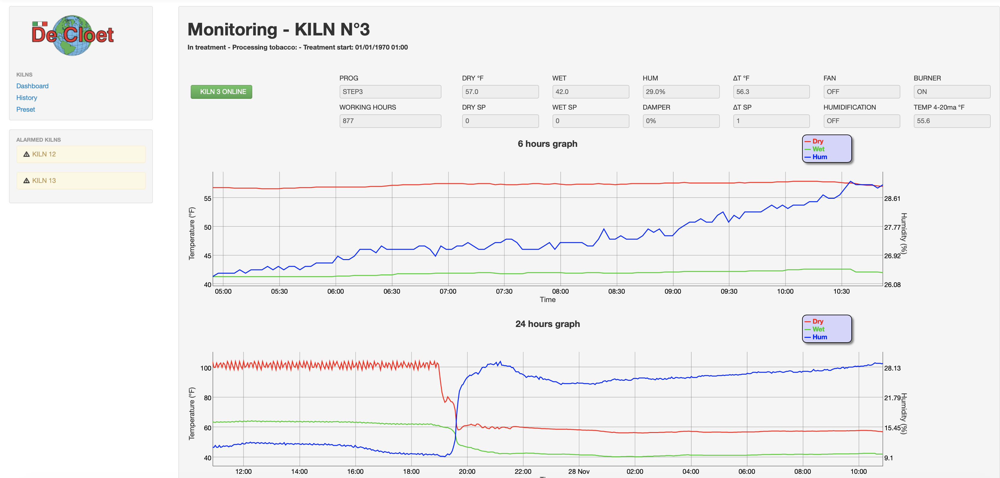 De Cloet
KILNS
Dashboard
History
Preset
ALARMED KILNS
KILN 12
KILN 13
Monitoring - KILN N°3
In treatment - Processing tobacco: - Treatment start: 01/01/1970 01:00
KILN 3 ONLINE
PROG DRY °F WET HUM ΔT °F FAN BURNER
STEP3 57.0 42.0 29.0% 56.3 OFF ON
WORKING HOURS DRY SP WET SP DAMPER ΔT SP HUMIDIFICATION TEMP 4-20ma °F
877 0 0 0% 1 OFF 55.6
6 hours graph
Dry
Wet
Hum
Temperature (°F)
55
50
45
40
28.61
27.77
26.92
26.08
Humidity (%)
05:00 05:30 06:00 06:30 07:00 07:30 08:00 08:30 09:00 09:30 10:00 10:30
Time
24 hours graph
Dry
Wet
Hum
Temperature (°F)
100
80
60
40
28.13
21.79
15.45
9.1
Humidity (%)
12:00 14:00 16:00 18:00 20:00 22:00 28 Nov 02:00 04:00 06:00 08:00 10:00